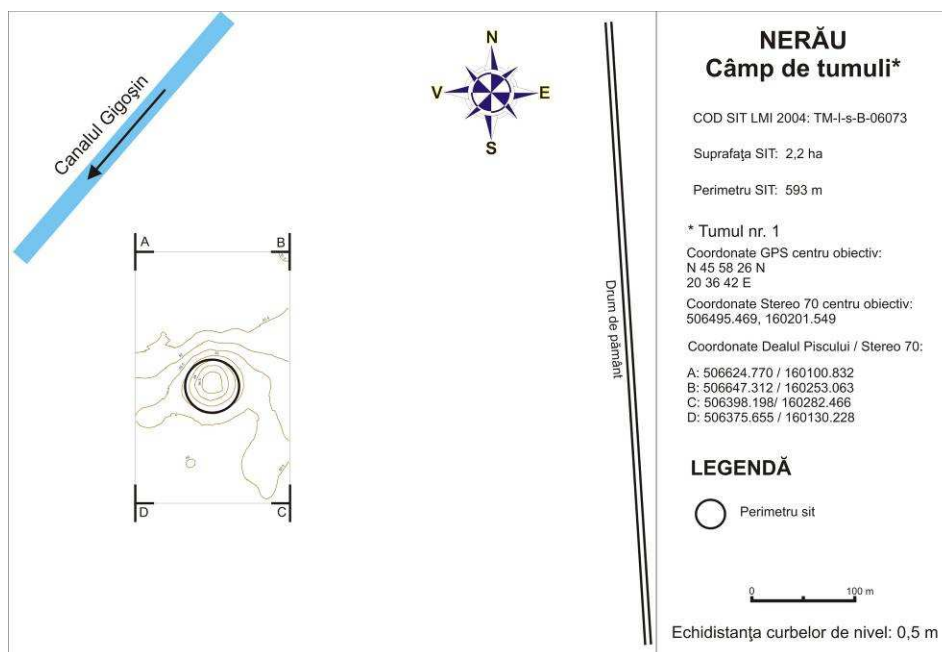 Canalul Gigoșin
N
V
E
S
A
B
D
C
Drum de pământ
NERĂU
Câmp de tumuli*
COD SIT LMI 2004: TM-I-s-B-06073
Suprafaţa SIT: 2,2 ha
Perimetru SIT: 593 m
* Tumul nr. 1
Coordonate GPS centru obiectiv:
N 45 58 26 N
20 36 42 E
Coordonate Stereo 70 centru obiectiv:
506495.469, 160201.549
Coordonate Dealul Piscului / Stereo 70:
A: 506624.770 / 160100.832
B: 506647.312 / 160253.063
C: 506398.198/ 160282.466
D: 506375.655 / 160130.228
LEGENDĂ
Perimetru sit
0 100 m
Echidistanţa curbelor de nivel: 0,5 m